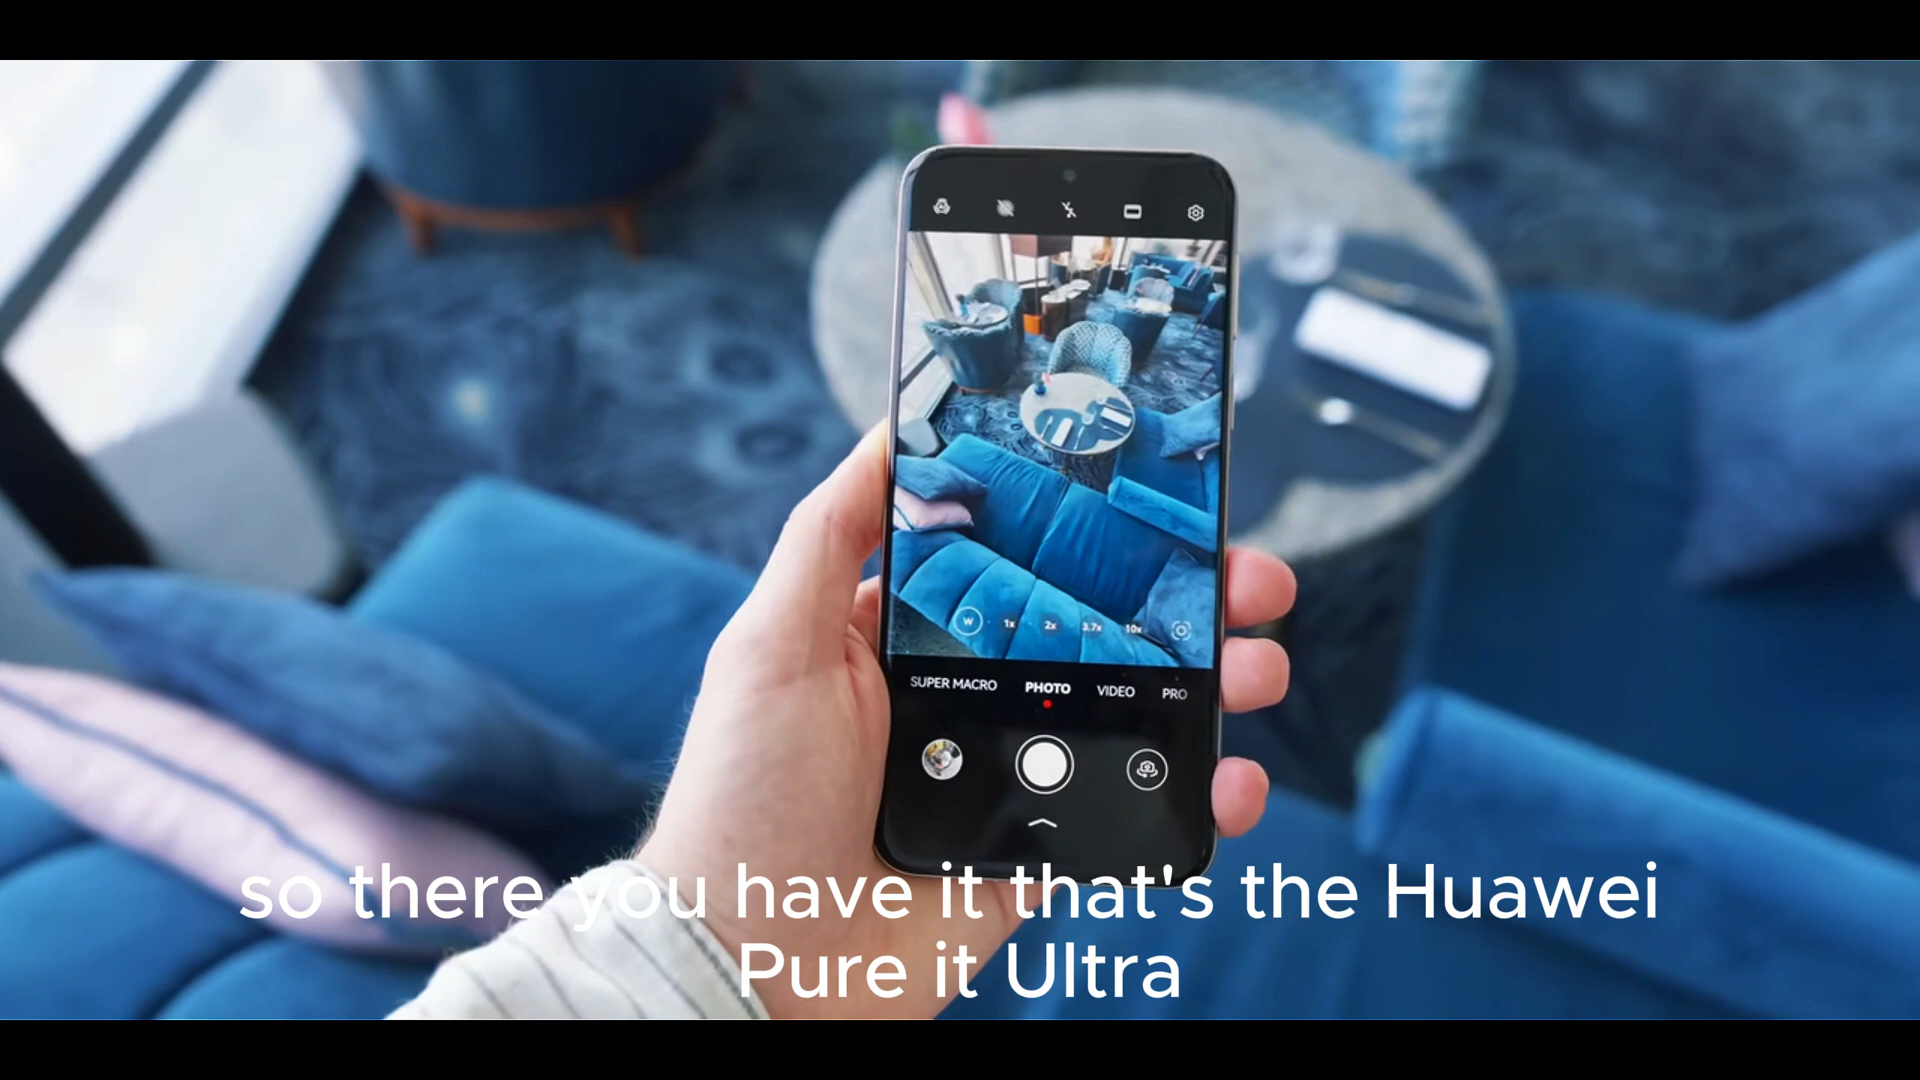 W 1x 2x 3.7x 10x
SUPER MACRO PHOTO VIDEO PRO
so there you have it that's the Huawei
Pure it Ultra